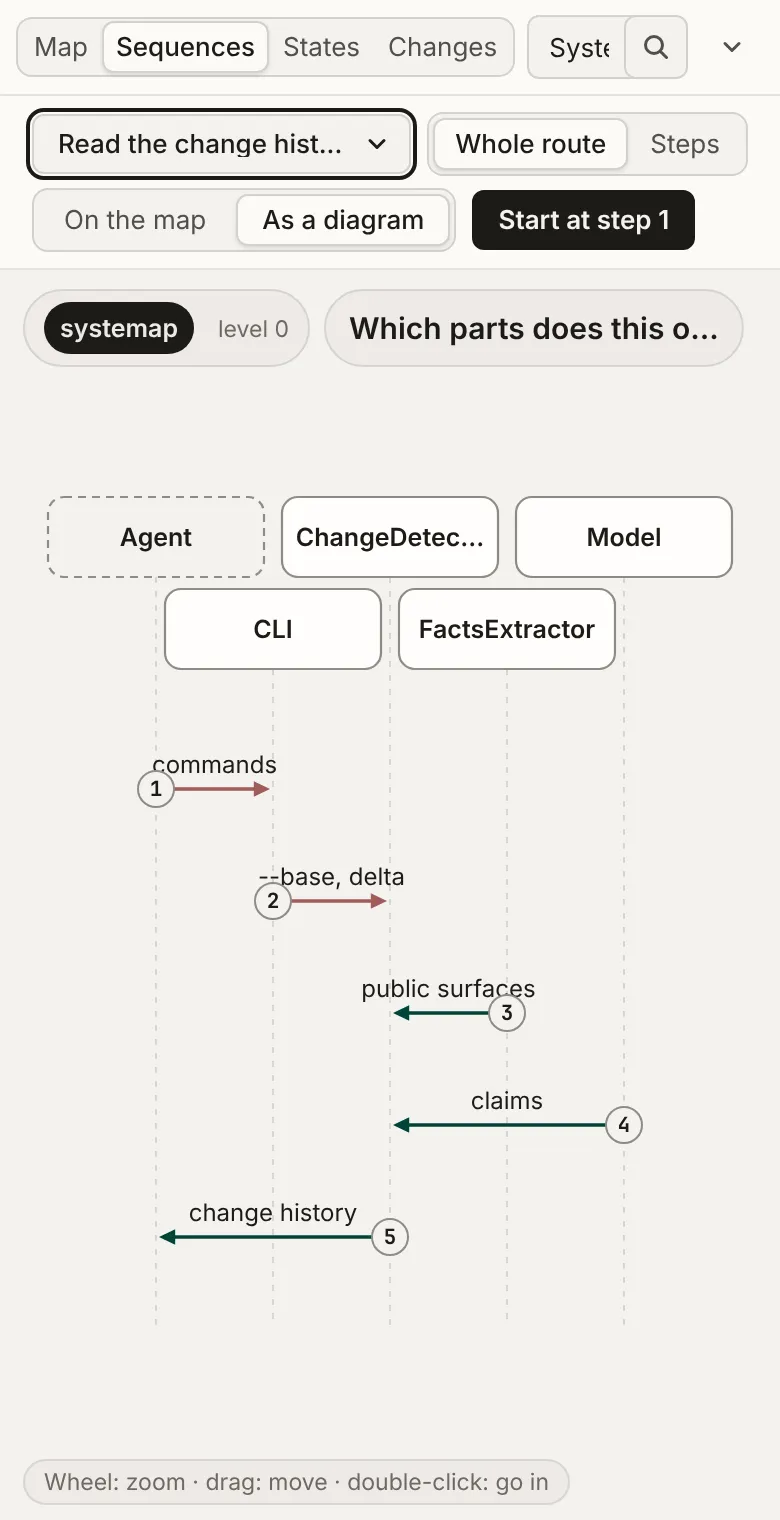 Map Sequences States Changes Syste
Read the change hist... Whole route Steps
On the map As a diagram Start at step 1
systemap level 0 Which parts does this o...
Agent ChangeDetec... Model
CLI FactsExtractor
commands
1
--base, delta
2
public surfaces
3
claims
4
change history
5
Wheel: zoom · drag: move · double-click: go in